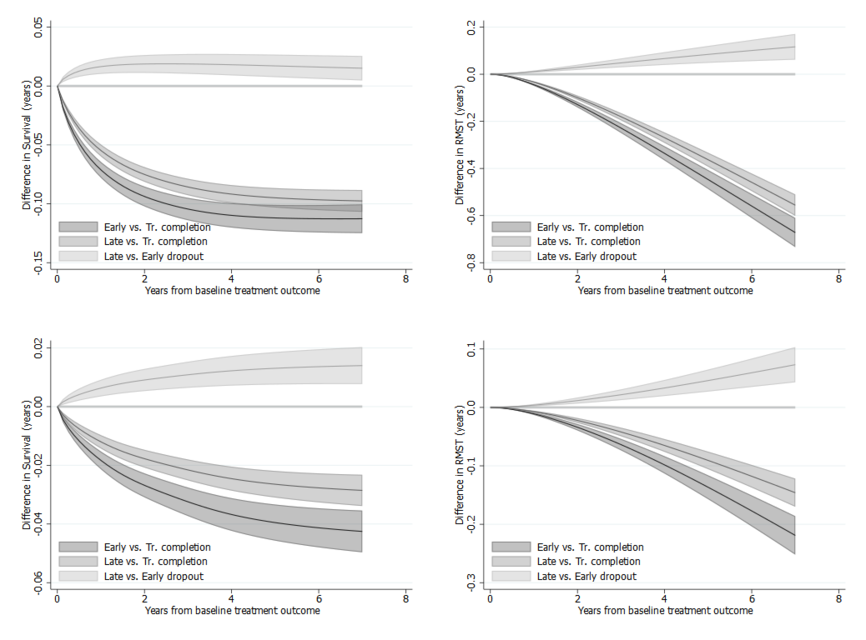 Difference in Survival (years)
0.05
0.00
-0.05
-0.10
-0.15
Early vs. Tr. completion
Late vs. Tr. completion
Late vs. Early dropout
0 2 4 6 8
Years from baseline treatment outcome
Difference in RMST (years)
0.2
0.0
-0.2
-0.4
-0.6
-0.8
Early vs. Tr. completion
Late vs. Tr. completion
Late vs. Early dropout
0 2 4 6 8
Years from baseline treatment outcome
Difference in Survival (years)
0.02
0.00
-0.02
-0.04
-0.06
Early vs. Tr. completion
Late vs. Tr. completion
Late vs. Early dropout
0 2 4 6 8
Years from baseline treatment outcome
Difference in RMST (years)
0.1
0.0
-0.1
-0.2
-0.3
Early vs. Tr. completion
Late vs. Tr. completion
Late vs. Early dropout
0 2 4 6 8
Years from baseline treatment outcome